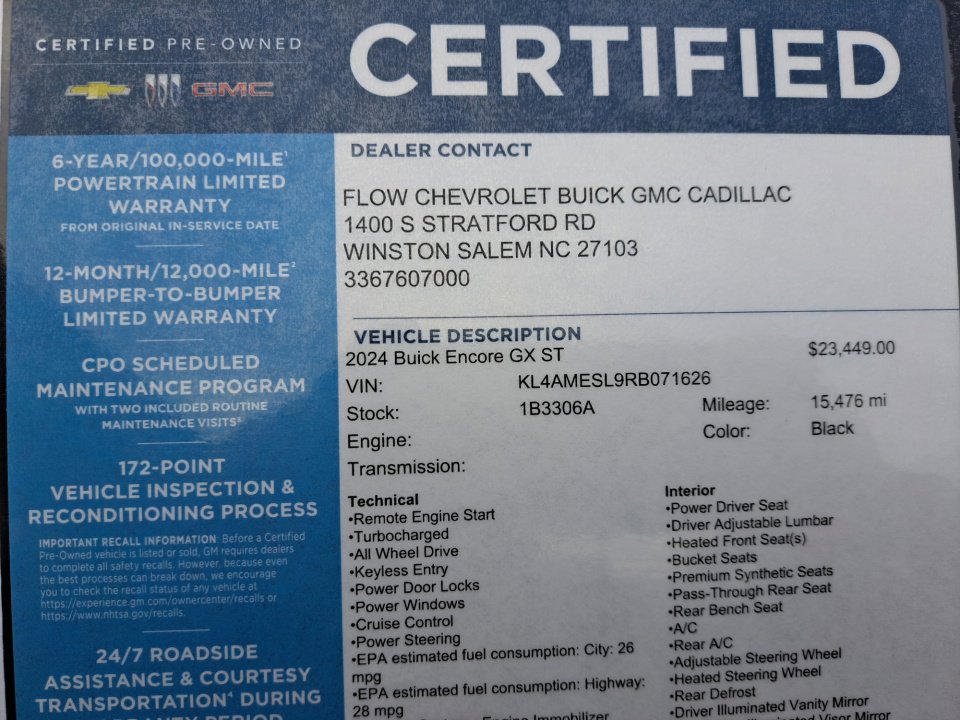 CERTIFIED PRE-OWNED
GMC
CERTIFIED
6-YEAR/100,000-MILE¹
POWERTRAIN LIMITED
WARRANTY
FROM ORIGINAL IN-SERVICE DATE
12-MONTH/12,000-MILE²
BUMPER-TO-BUMPER
LIMITED WARRANTY
CPO SCHEDULED
MAINTENANCE PROGRAM
WITH TWO INCLUDED ROUTINE
MAINTENANCE VISITS³
172-POINT
VEHICLE INSPECTION &
RECONDITIONING PROCESS
IMPORTANT RECALL INFORMATION: Before a Certified
Pre-Owned vehicle is listed or sold, GM requires dealers
to complete all safety recalls. However, because even
the best processes can break down, we encourage
you to check the recall status of any vehicle at
https://experience.gm.com/ownercenter/recalls or
https://www.nhtsa.gov/recalls.
24/7 ROADSIDE
ASSISTANCE & COURTESY
TRANSPORTATION⁴ DURING
DEALER CONTACT
FLOW CHEVROLET BUICK GMC CADILLAC
1400 S STRATFORD RD
WINSTON SALEM NC 27103
3367607000
VEHICLE DESCRIPTION
2024 Buick Encore GX ST $23,449.00
VIN: KL4AMESL9RB071626
Stock: 1B3306A Mileage: 15,476 mi
Engine: Color: Black
Transmission:
Technical
•Remote Engine Start
•Turbocharged
•All Wheel Drive
•Keyless Entry
•Power Door Locks
•Power Windows
•Cruise Control
•Power Steering
•EPA estimated fuel consumption: City: 26
mpg
•EPA estimated fuel consumption: Highway:
28 mpg
Engine Immobilizer
Interior
•Power Driver Seat
•Driver Adjustable Lumbar
•Heated Front Seat(s)
•Bucket Seats
•Premium Synthetic Seats
•Pass-Through Rear Seat
•Rear Bench Seat
•A/C
•Rear A/C
•Adjustable Steering Wheel
•Heated Steering Wheel
•Rear Defrost
•Driver Illuminated Vanity Mirror
Visor Mirror